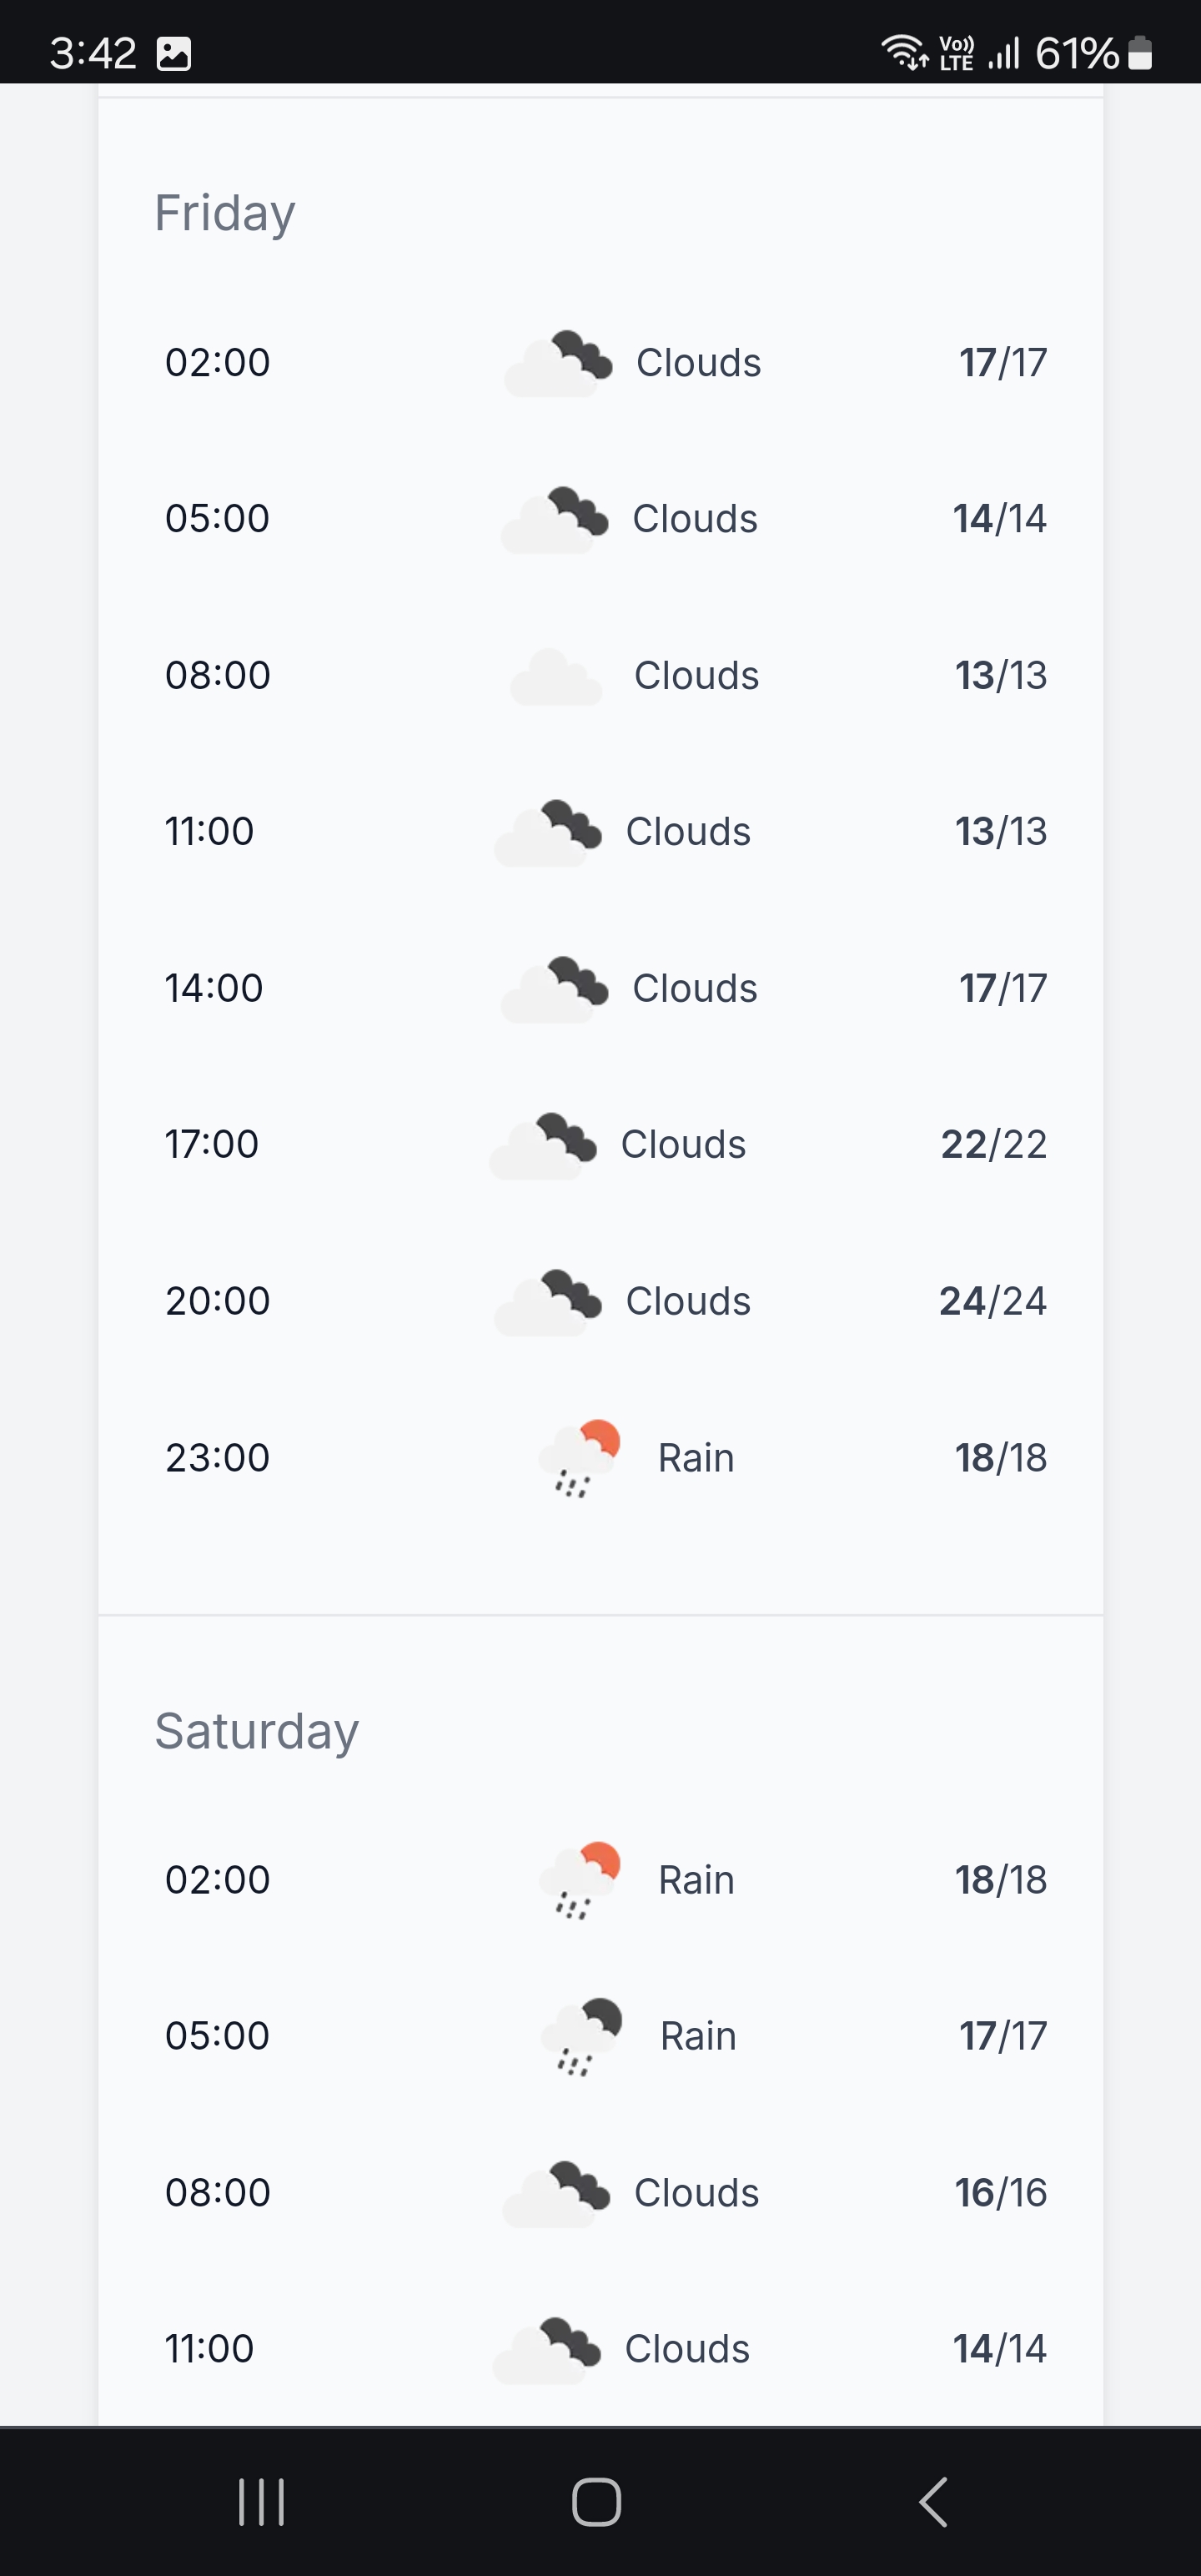 3:42 Vo)) LTE 61%
Friday
02:00 Clouds 17/17
05:00 Clouds 14/14
08:00 Clouds 13/13
11:00 Clouds 13/13
14:00 Clouds 17/17
17:00 Clouds 22/22
20:00 Clouds 24/24
23:00 Rain 18/18
Saturday
02:00 Rain 18/18
05:00 Rain 17/17
08:00 Clouds 16/16
11:00 Clouds 14/14